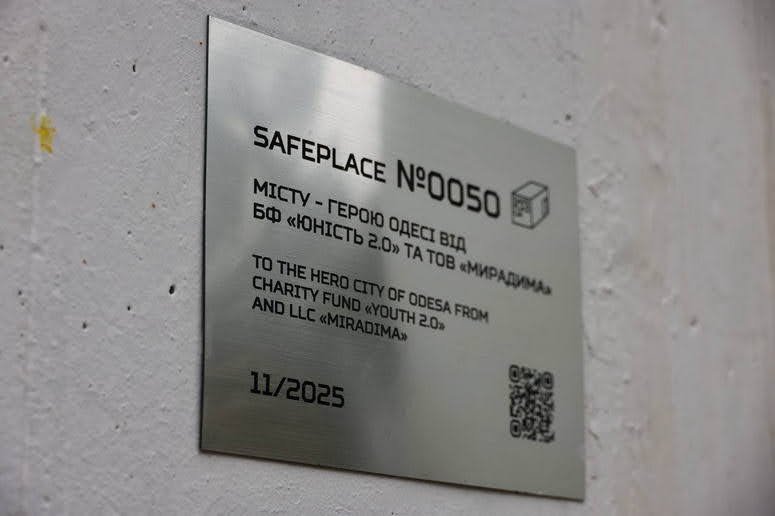 SAFEPLACE №0050
МІСТУ - ГЕРОЮ ОДЕСІ ВІД
БФ «ЮНІСТЬ 2.0» ТА ТОВ «МИРАДИМА»
TO THE HERO CITY OF ODESA FROM
CHARITY FUND «YOUTH 2.0»
AND LLC «MIRADIMA»
11/2025